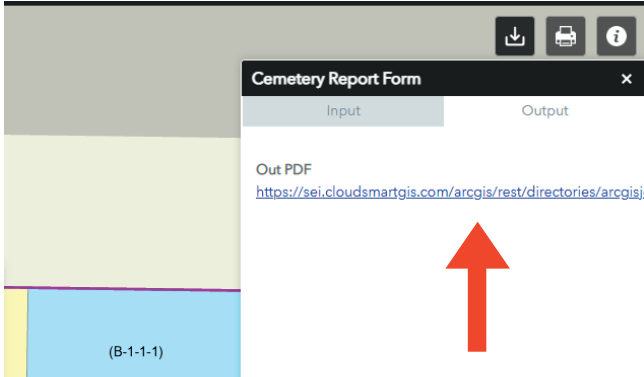 Cemetery Report Form
Input Output
Out PDF
https://sei.cloudsmartgis.com/arcgis/rest/directories/arcgisj
(B-1-1-1)